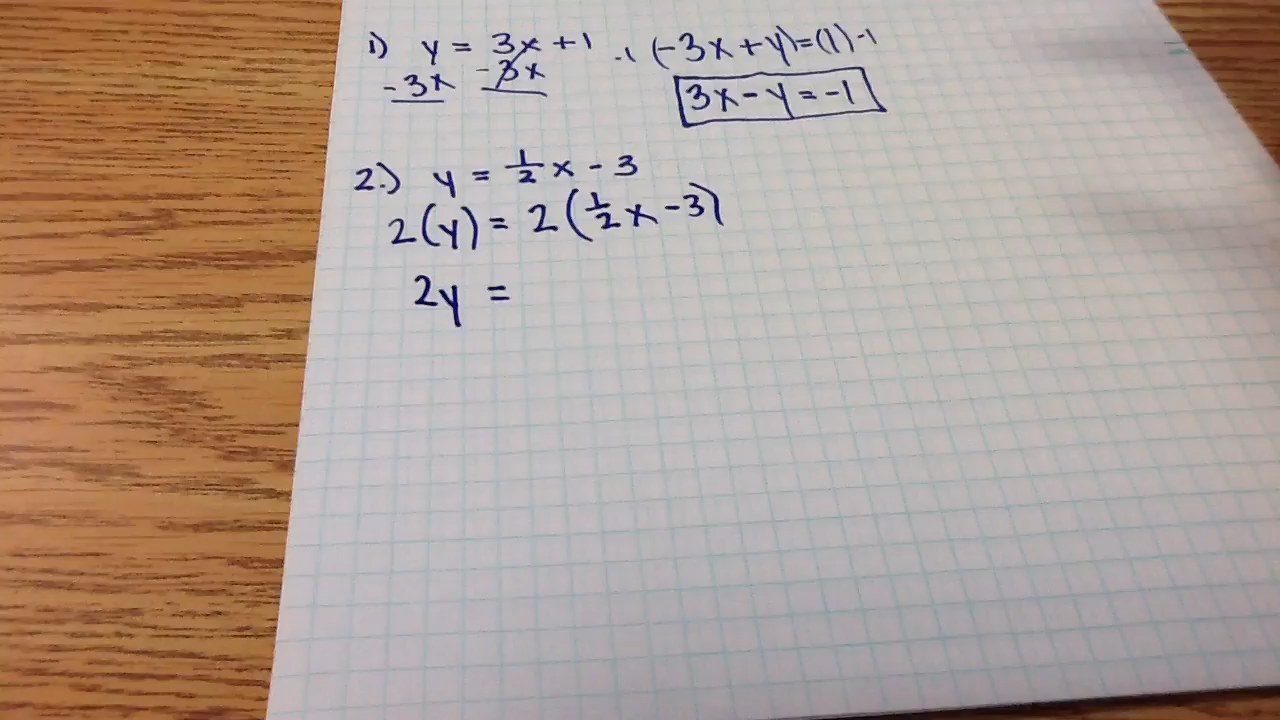 1) y = 3x + 1 -1 (-3x + y) = (1) -1
-3x -3x 3x - y = -1
2.) y = 1/2 x - 3
2(y) = 2(1/2 x - 3)
2y =